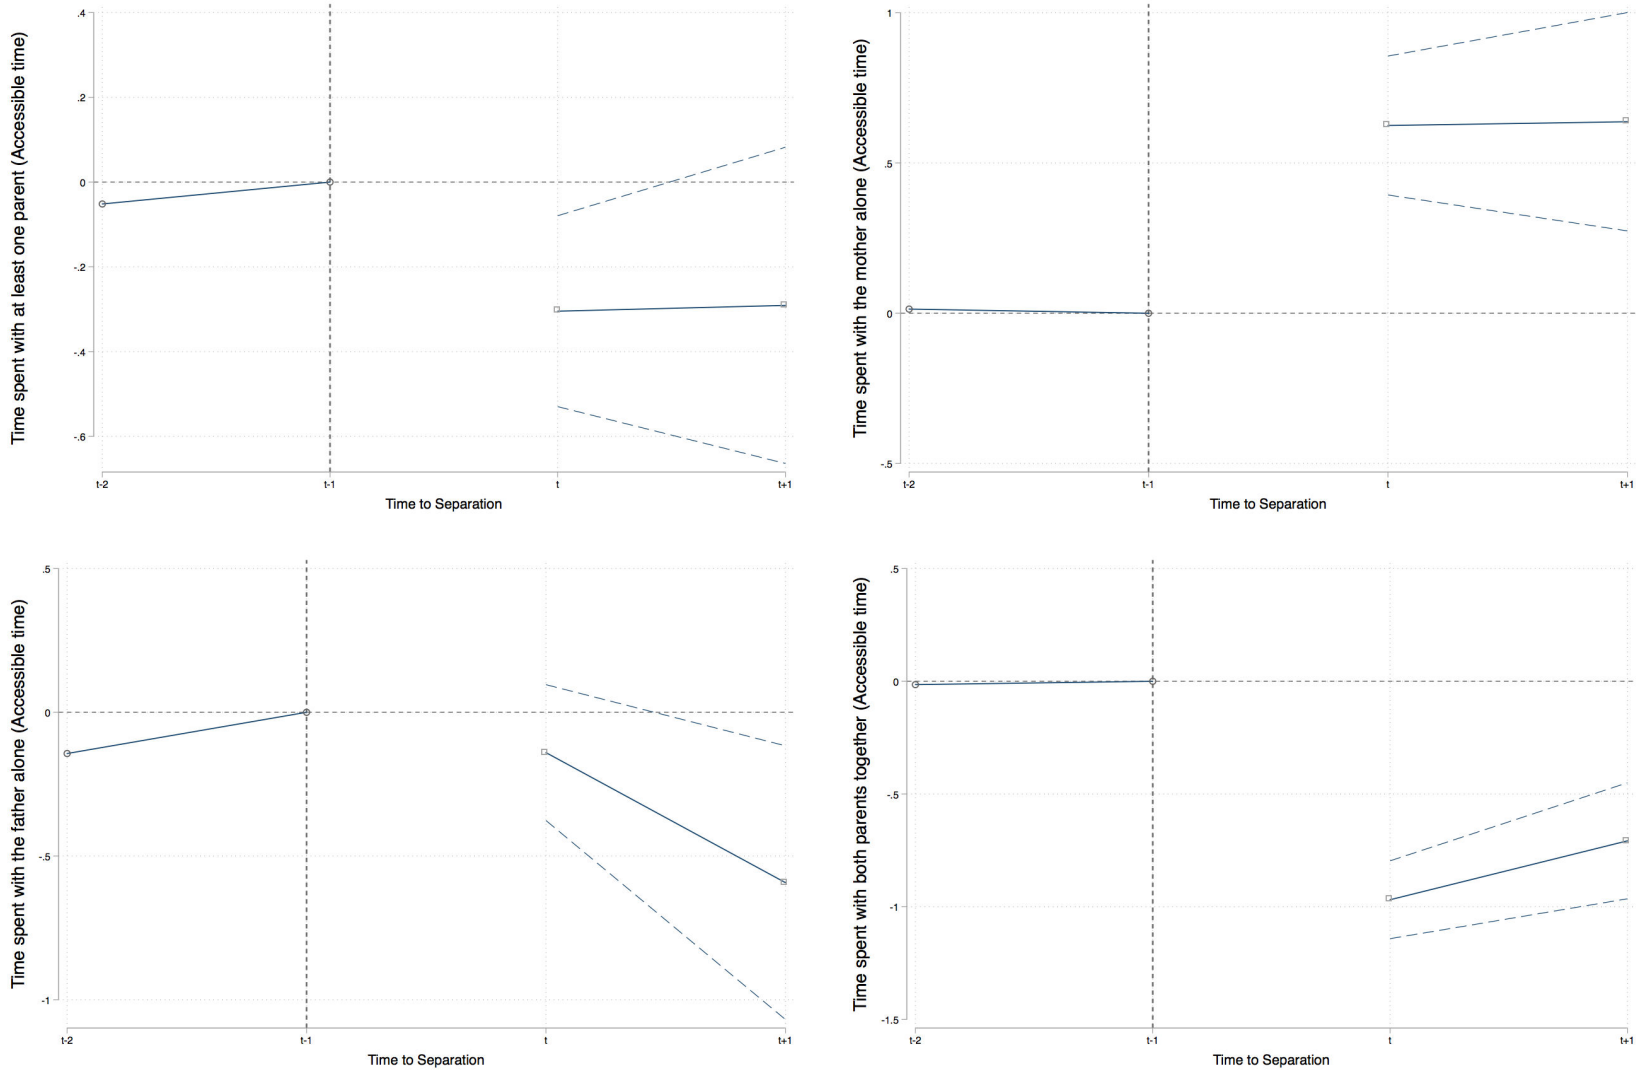 Time spent with at least one parent (Accessible time)
.4
.2
0
-.2
-.4
-.6
t-2
t-1
t
t+1
Time to Separation
Time spent with the mother alone (Accessible time)
1
.5
0
-.5
t-2
t-1
t
t+1
Time to Separation
Time spent with the father alone (Accessible time)
.5
0
-.5
-1
t-2
t-1
t
t+1
Time to Separation
Time spent with both parents together (Accessible time)
.5
0
-.5
-1
-1.5
t-2
t-1
t
t+1
Time to Separation